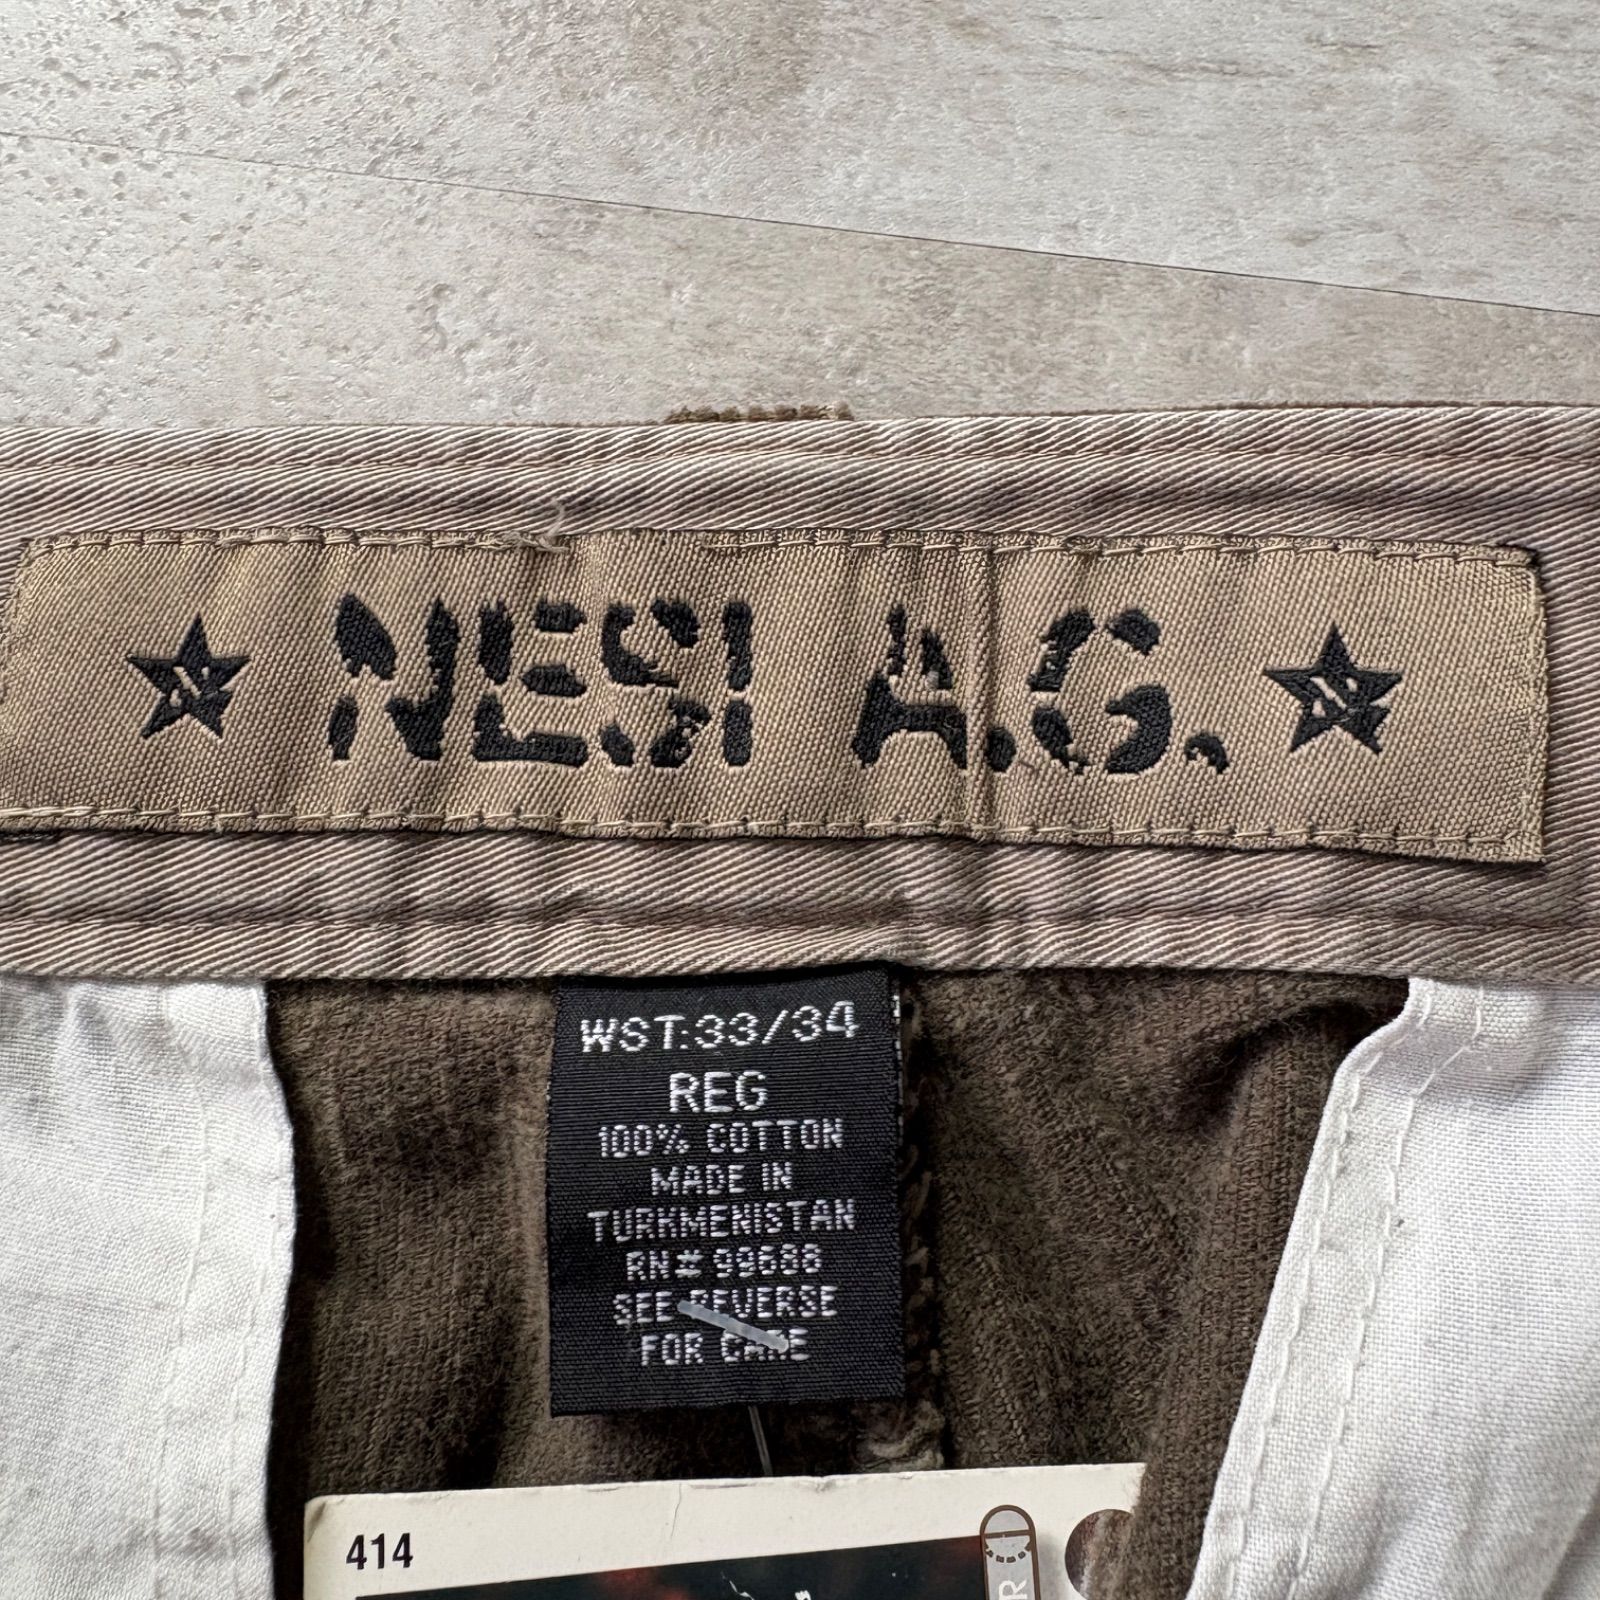 NESI A.G.
WST:33/34
REG
100% COTTON
MADE IN
TURKMENISTAN
RN# 99688
SEE REVERSE
FOR CARE
414